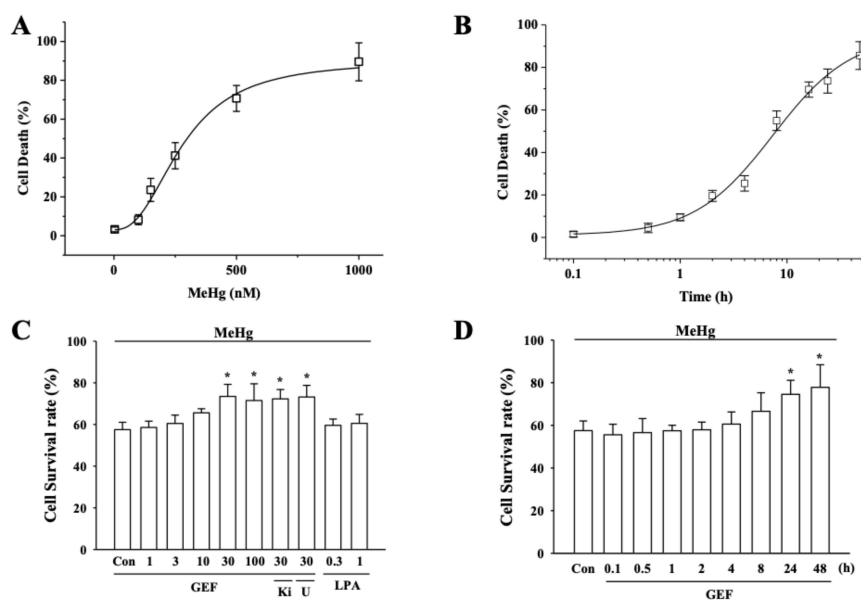 A
100
80
60
40
20
0
Cell Death (%)
0 500 1000
MeHg (nM)
B
100
80
60
40
20
0
Cell Death (%)
0.1 1 10
Time (h)
C
MeHg
100
80
60
40
20
0
Cell Survival rate (%)
* * * *
Con 1 3 10 30 100 30 30 0.3 1
GEF Ki U LPA
D
MeHg
100
80
60
40
20
0
Cell Survival rate (%)
* *
Con 0.1 0.5 1 2 4 8 24 48 (h)
GEF